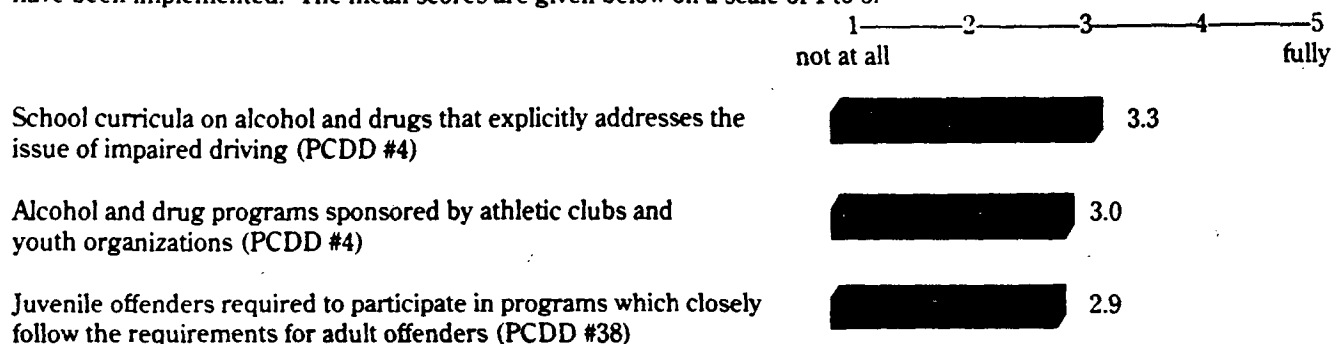 have been implemented. The mean scores are given below on a scale of 1 to 5.
1 2 3 4 5
not at all fully
School curricula on alcohol and drugs that explicitly addresses the
issue of impaired driving (PCDD #4)
3.3
Alcohol and drug programs sponsored by athletic clubs and
youth organizations (PCDD #4)
3.0
Juvenile offenders required to participate in programs which closely
follow the requirements for adult offenders (PCDD #38)
2.9